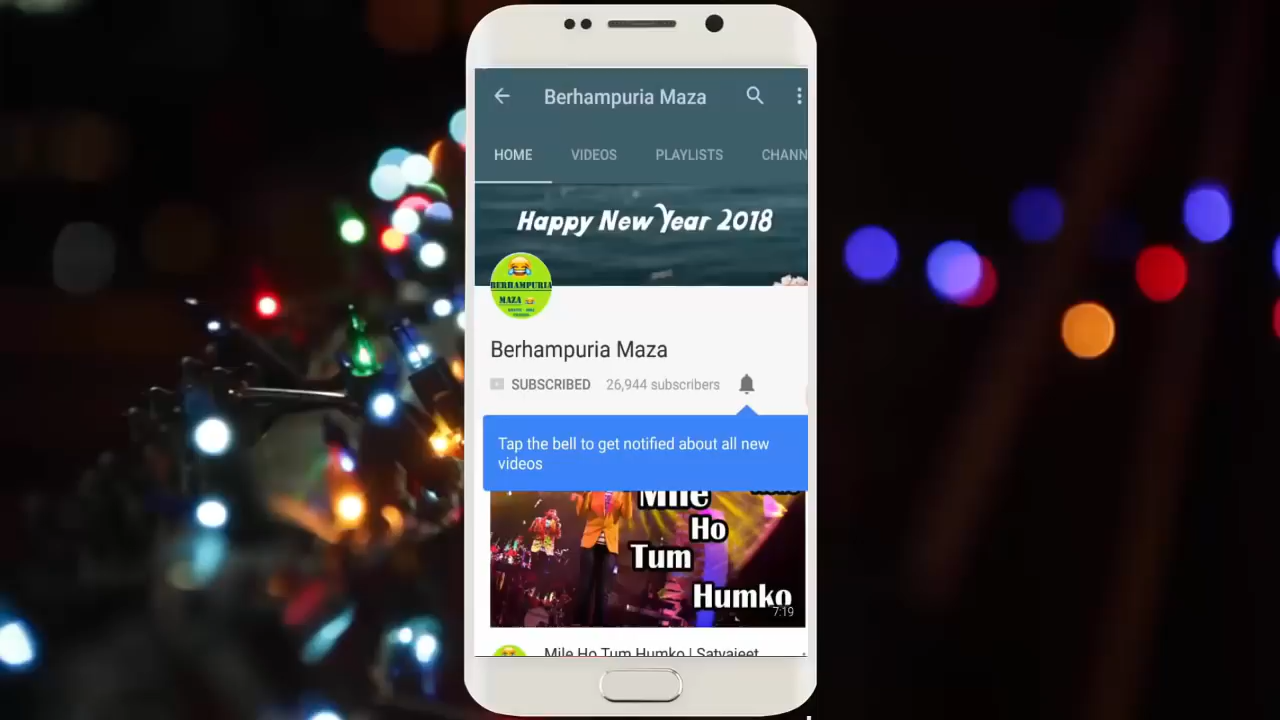 Berhampuria Maza
HOME VIDEOS PLAYLISTS CHANN
Happy New Year 2018
BERHAMPURIA
MAZA
Berhampuria Maza
SUBSCRIBED 26,944 subscribers
Tap the bell to get notified about all new
videos
Mile
Ho
Tum
Humko
7:19
Mile Ho Tum Humko | Satyajeet